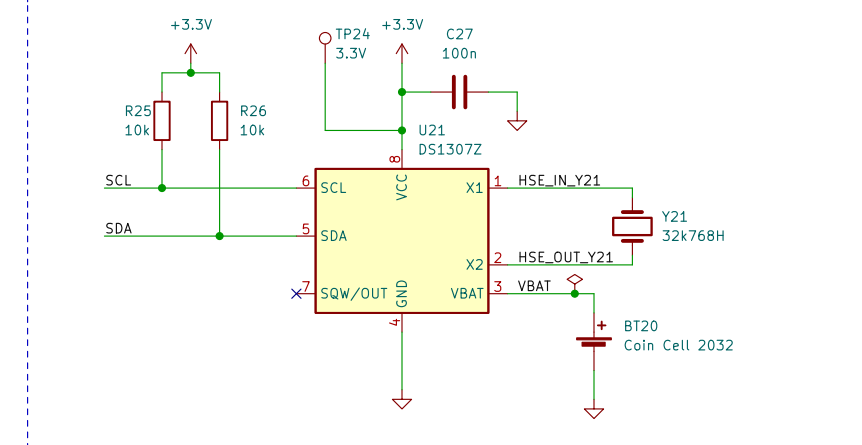 +3.3V
TP24
3.3V
+3.3V
C27
100n
R25
10k
R26
10k
U21
DS1307Z
8
VCC
SCL
6
SCL
1
X1
HSE_IN_Y21
Y21
32k768H
SDA
5
SDA
2
X2
HSE_OUT_Y21
7
SQW/OUT
GND
4
3
VBAT
VBAT
+
BT20
Coin Cell 2032